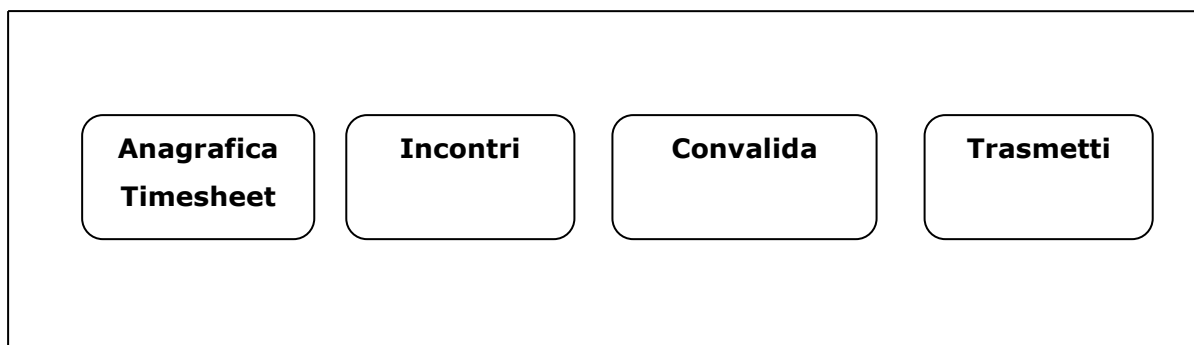 Anagrafica
Timesheet
Incontri
Convalida
Trasmetti